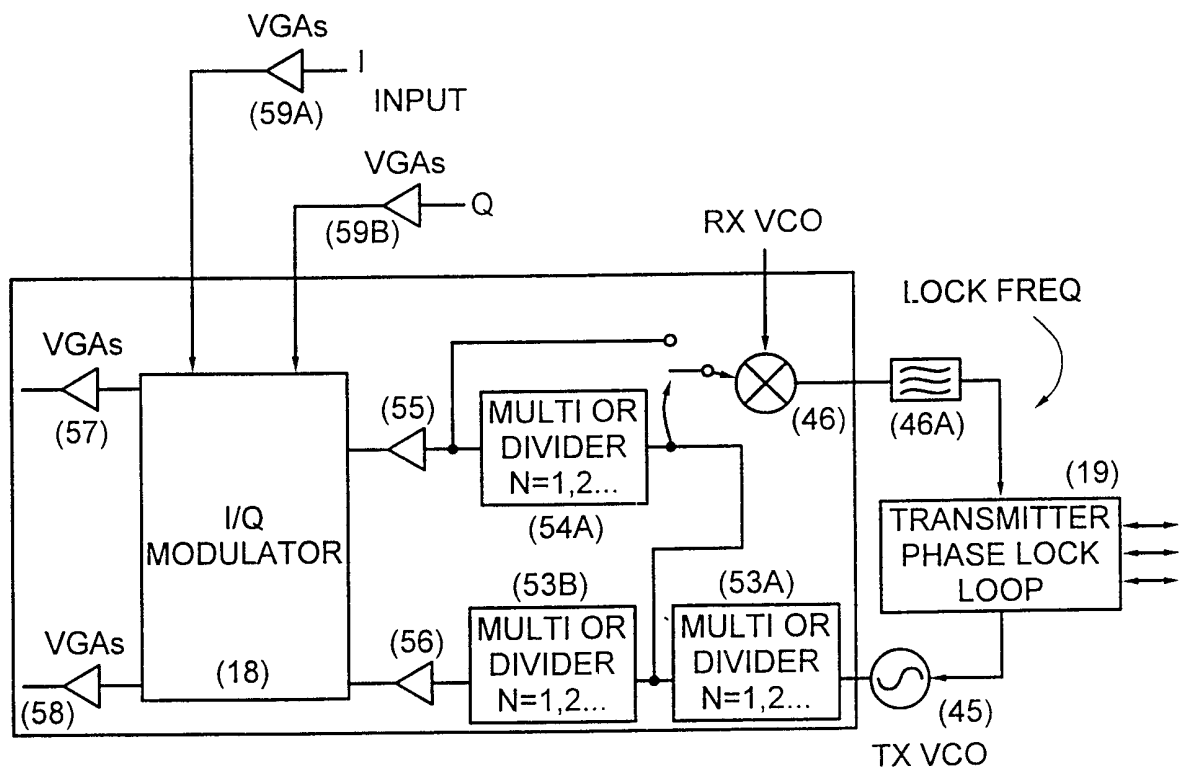 VGAs
I
(59A)
INPUT
VGAs
Q
(59B)
RX VCO
LOCK FREQ
VGAs
(57)
(55)
MULTI OR
DIVIDER
N=1,2...
(54A)
(46)
(46A)
I/Q
MODULATOR
(18)
(19)
TRANSMITTER
PHASE LOCK
LOOP
(53B)
(53A)
VGAs
(58)
(56)
MULTI OR
DIVIDER
N=1,2...
MULTI OR
DIVIDER
N=1,2...
(45)
TX VCO